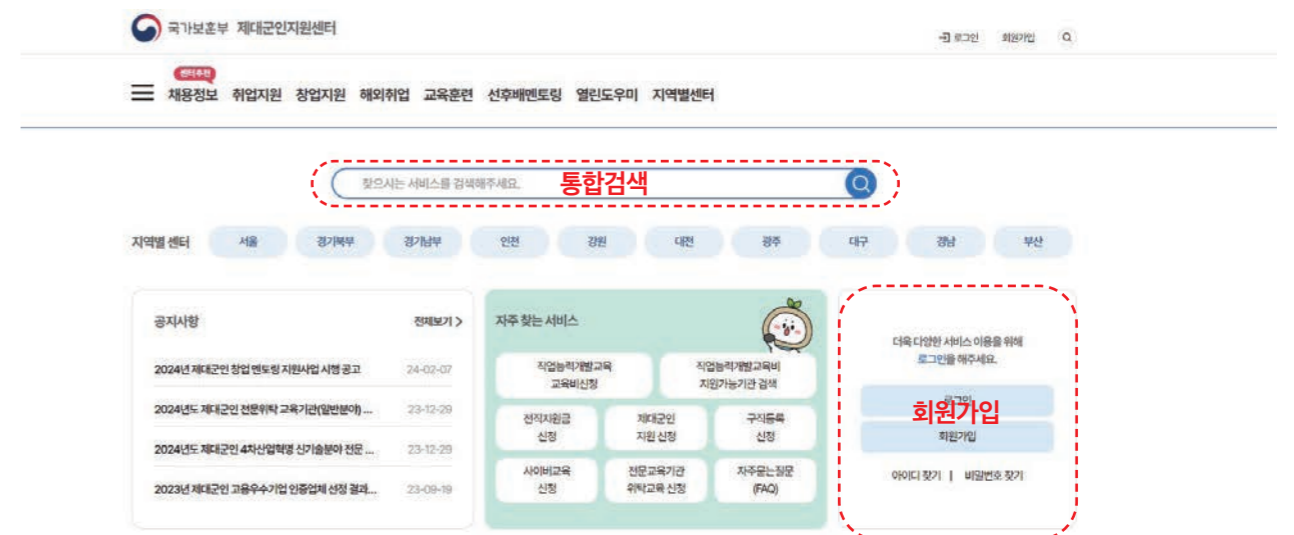 국가보훈부 제대군인지원센터
로그인 회원가입
센터추천
채용정보 취업지원 창업지원 해외취업 교육훈련 선후배멘토링 열린도우미 지역별센터
찾으시는 서비스를 검색해주세요. 통합검색
지역별 센터 서울 경기북부 경기남부 인천 강원 대전 광주 대구 경남 부산
공지사항 전체보기 >
2024년 제대군인 창업 멘토링 지원사업 시행 공고 24-02-07
2024년도 제대군인 전문위탁 교육기관(일반분야) ... 23-12-29
2024년도 제대군인 4차산업혁명 신기술분야 전문 ... 23-12-29
2023년 제대군인 고용우수기업 인증업체 선정 결과... 23-09-19
자주 찾는 서비스
직업능력개발교육
교육비신청
직업능력개발교육비
지원가능기관 검색
전직지원금
신청
제대군인
지원 신청
구직등록
신청
사이버교육
신청
전문교육기관
위탁교육 신청
자주묻는질문
(FAQ)
더욱 다양한 서비스 이용을 위해
로그인을 해주세요.
로그인
회원가입
회원가입
아이디 찾기 | 비밀번호 찾기